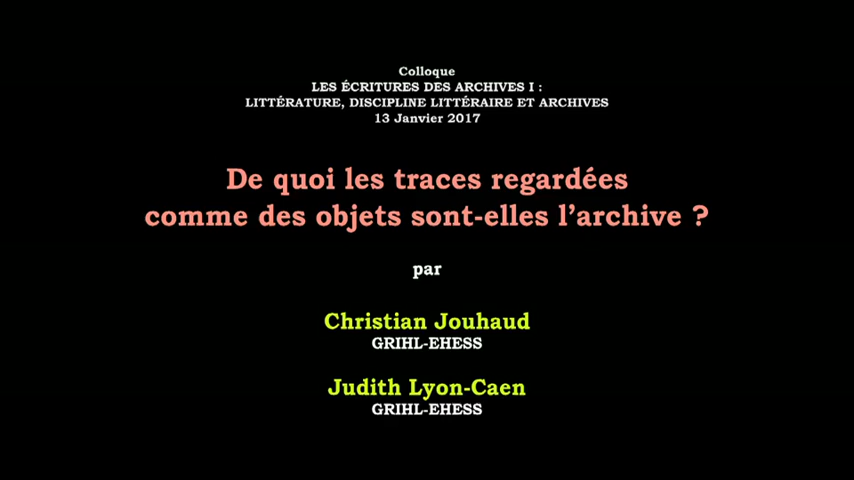 Colloque
LES ÉCRITURES DES ARCHIVES I :
LITTÉRATURE, DISCIPLINE LITTÉRAIRE ET ARCHIVES
13 Janvier 2017
De quoi les traces regardées
comme des objets sont-elles l’archive ?
par
Christian Jouhaud
GRIHL-EHESS
Judith Lyon-Caen
GRIHL-EHESS